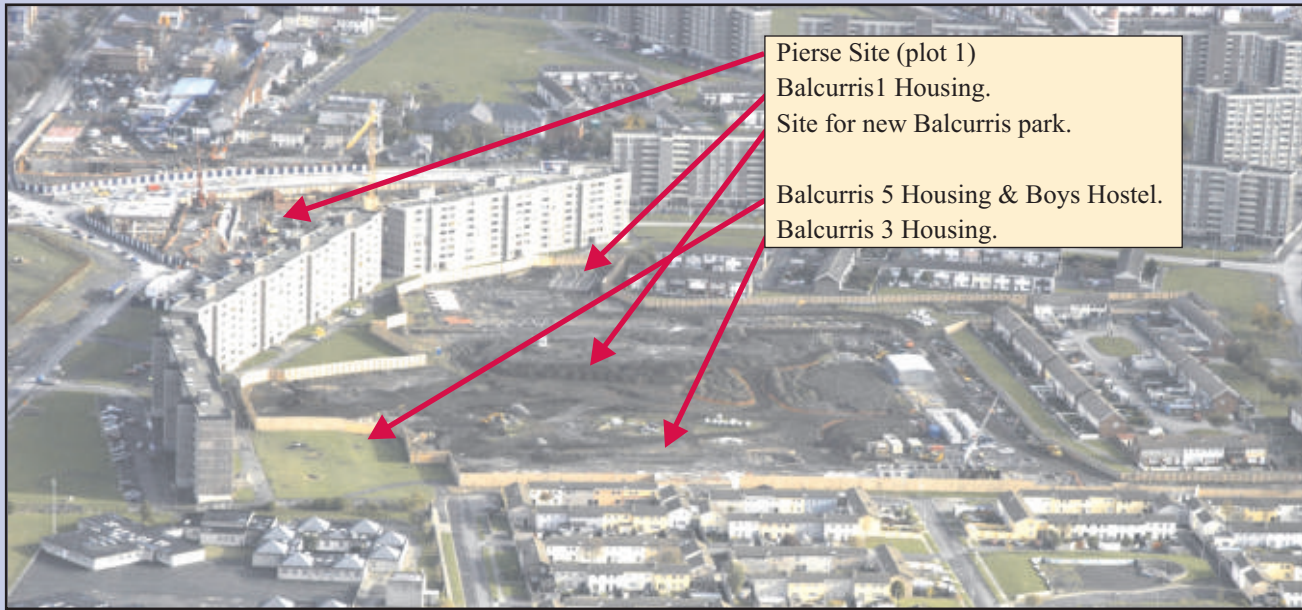 Pierse Site (plot 1)
Balcurris1 Housing.
Site for new Balcurris park.
Balcurris 5 Housing & Boys Hostel.
Balcurris 3 Housing.